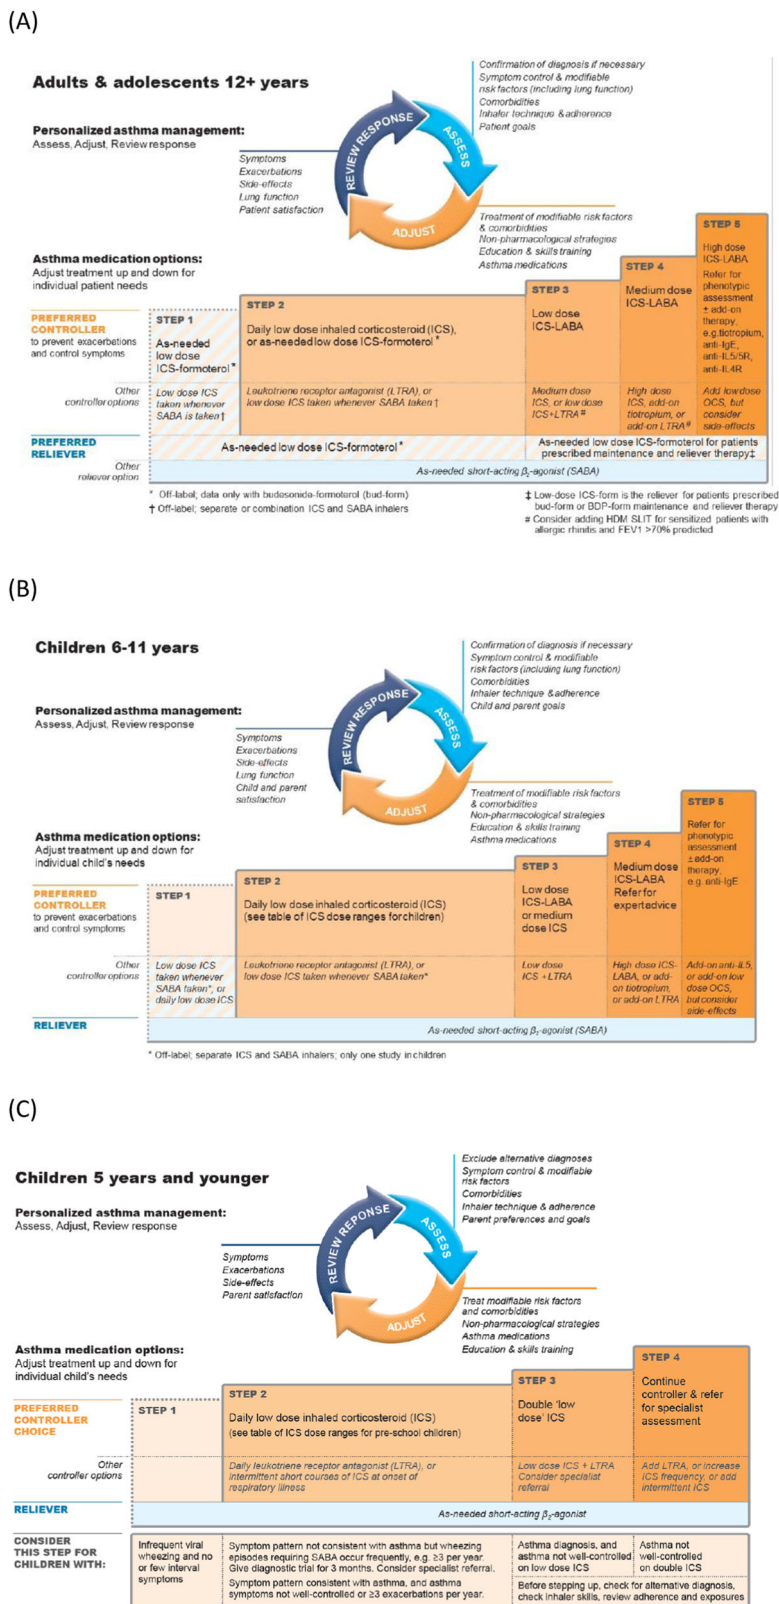 (A)
Adults & adolescents 12+ years
Confirmation of diagnosis if necessary
Symptom control & modifiable
risk factors (including lung function)
Comorbidities
Inhaler technique & adherence
Patient goals
Personalized asthma management:
Assess, Adjust, Review response
REVIEW RESPONSE
ASSESS
ADJUST
Symptoms
Exacerbations
Side-effects
Lung function
Patient satisfaction
Treatment of modifiable risk factors
& comorbidities
Non-pharmacological strategies
Education & skills training
Asthma medications
Asthma medication options:
Adjust treatment up and down for
individual patient needs
PREFERRED
CONTROLLER
to prevent exacerbations
and control symptoms
STEP 1
As-needed
low dose
ICS-formoterol *
STEP 2
Daily low dose inhaled corticosteroid (ICS),
or as-needed low dose ICS-formoterol *
STEP 3
Low dose
ICS-LABA
STEP 4
Medium dose
ICS-LABA
STEP 5
High dose
ICS-LABA
Refer for
phenotypic
assessment
± add-on
therapy,
e.g.tiotropium,
anti-IgE,
anti-IL5/5R,
anti-IL4R
Other
controller options
Low dose ICS
taken whenever
SABA is taken †
Leukotriene receptor antagonist (LTRA), or
low dose ICS taken whenever SABA taken †
Medium dose
ICS, or low dose
ICS+LTRA #
High dose
ICS, add-on
tiotropium, or
add-on LTRA #
Add low dose
OCS, but
consider
side-effects
PREFERRED
RELIEVER
As-needed low dose ICS-formoterol *
As-needed low dose ICS-formoterol for patients
prescribed maintenance and reliever therapy‡
Other
reliever option
As-needed short-acting β₂-agonist (SABA)
* Off-label; data only with budesonide-formoterol (bud-form)
† Off-label; separate or combination ICS and SABA inhalers
‡ Low-dose ICS-form is the reliever for patients prescribed
bud-form or BDP-form maintenance and reliever therapy
# Consider adding HDM SLIT for sensitized patients with
allergic rhinitis and FEV1 >70% predicted
(B)
Children 6-11 years
Confirmation of diagnosis if necessary
Symptom control & modifiable
risk factors (including lung function)
Comorbidities
Inhaler technique & adherence
Child and parent goals
Personalized asthma management:
Assess, Adjust, Review response
REVIEW RESPONSE
ASSESS
ADJUST
Symptoms
Exacerbations
Side-effects
Lung function
Child and parent
satisfaction
Treatment of modifiable risk factors
& comorbidities
Non-pharmacological strategies
Education & skills training
Asthma medications
Asthma medication options:
Adjust treatment up and down for
individual child's needs
PREFERRED
CONTROLLER
to prevent exacerbations
and control symptoms
STEP 1
STEP 2
Daily low dose inhaled corticosteroid (ICS)
(see table of ICS dose ranges for children)
STEP 3
Low dose
ICS-LABA
or medium
dose ICS
STEP 4
Medium dose
ICS-LABA
Refer for
expert advice
STEP 5
Refer for
phenotypic
assessment
± add-on
therapy,
e.g. anti-IgE
Other
controller options
Low dose ICS
taken whenever
SABA taken*, or
daily low dose ICS
Leukotriene receptor antagonist (LTRA), or
low dose ICS taken whenever SABA taken*
Low dose
ICS +LTRA
High dose ICS-
LABA, or add-
on tiotropium,
or add-on LTRA
Add-on anti-IL5,
or add-on low
dose OCS,
but consider
side-effects
RELIEVER
As-needed short-acting β₂-agonist (SABA)
* Off-label; separate ICS and SABA inhalers; only one study in children
(C)
Children 5 years and younger
Exclude alternative diagnoses
Symptom control & modifiable
risk factors
Comorbidities
Inhaler technique & adherence
Parent preferences and goals
Personalized asthma management:
Assess, Adjust, Review response
REVIEW REPONSE
ASSESS
ADJUST
Symptoms
Exacerbations
Side-effects
Parent satisfaction
Treat modifiable risk factors
and comorbidities
Non-pharmacological strategies
Asthma medications
Education & skills training
Asthma medication options:
Adjust treatment up and down for
individual child's needs
PREFERRED
CONTROLLER
CHOICE
STEP 1
STEP 2
Daily low dose inhaled corticosteroid (ICS)
(see table of ICS dose ranges for pre-school children)
STEP 3
Double 'low
dose' ICS
STEP 4
Continue
controller & refer
for specialist
assessment
Other
controller options
Daily leukotriene receptor antagonist (LTRA), or
intermittent short courses of ICS at onset of
respiratory illness
Low dose ICS + LTRA
Consider specialist
referral
Add LTRA, or increase
ICS frequency, or add
intermittent ICS
RELIEVER
As-needed short-acting β₂-agonist
CONSIDER
THIS STEP FOR
CHILDREN WITH:
Infrequent viral
wheezing and no
or few interval
symptoms
Symptom pattern not consistent with asthma but wheezing
episodes requiring SABA occur frequently, e.g. ≥3 per year.
Give diagnostic trial for 3 months. Consider specialist referral.
Symptom pattern consistent with asthma, and asthma
symptoms not well-controlled or ≥3 exacerbations per year.
Asthma diagnosis, and
asthma not well-controlled
on low dose ICS
Asthma not
well-controlled
on double ICS
Before stepping up, check for alternative diagnosis,
check inhaler skills, review adherence and exposures